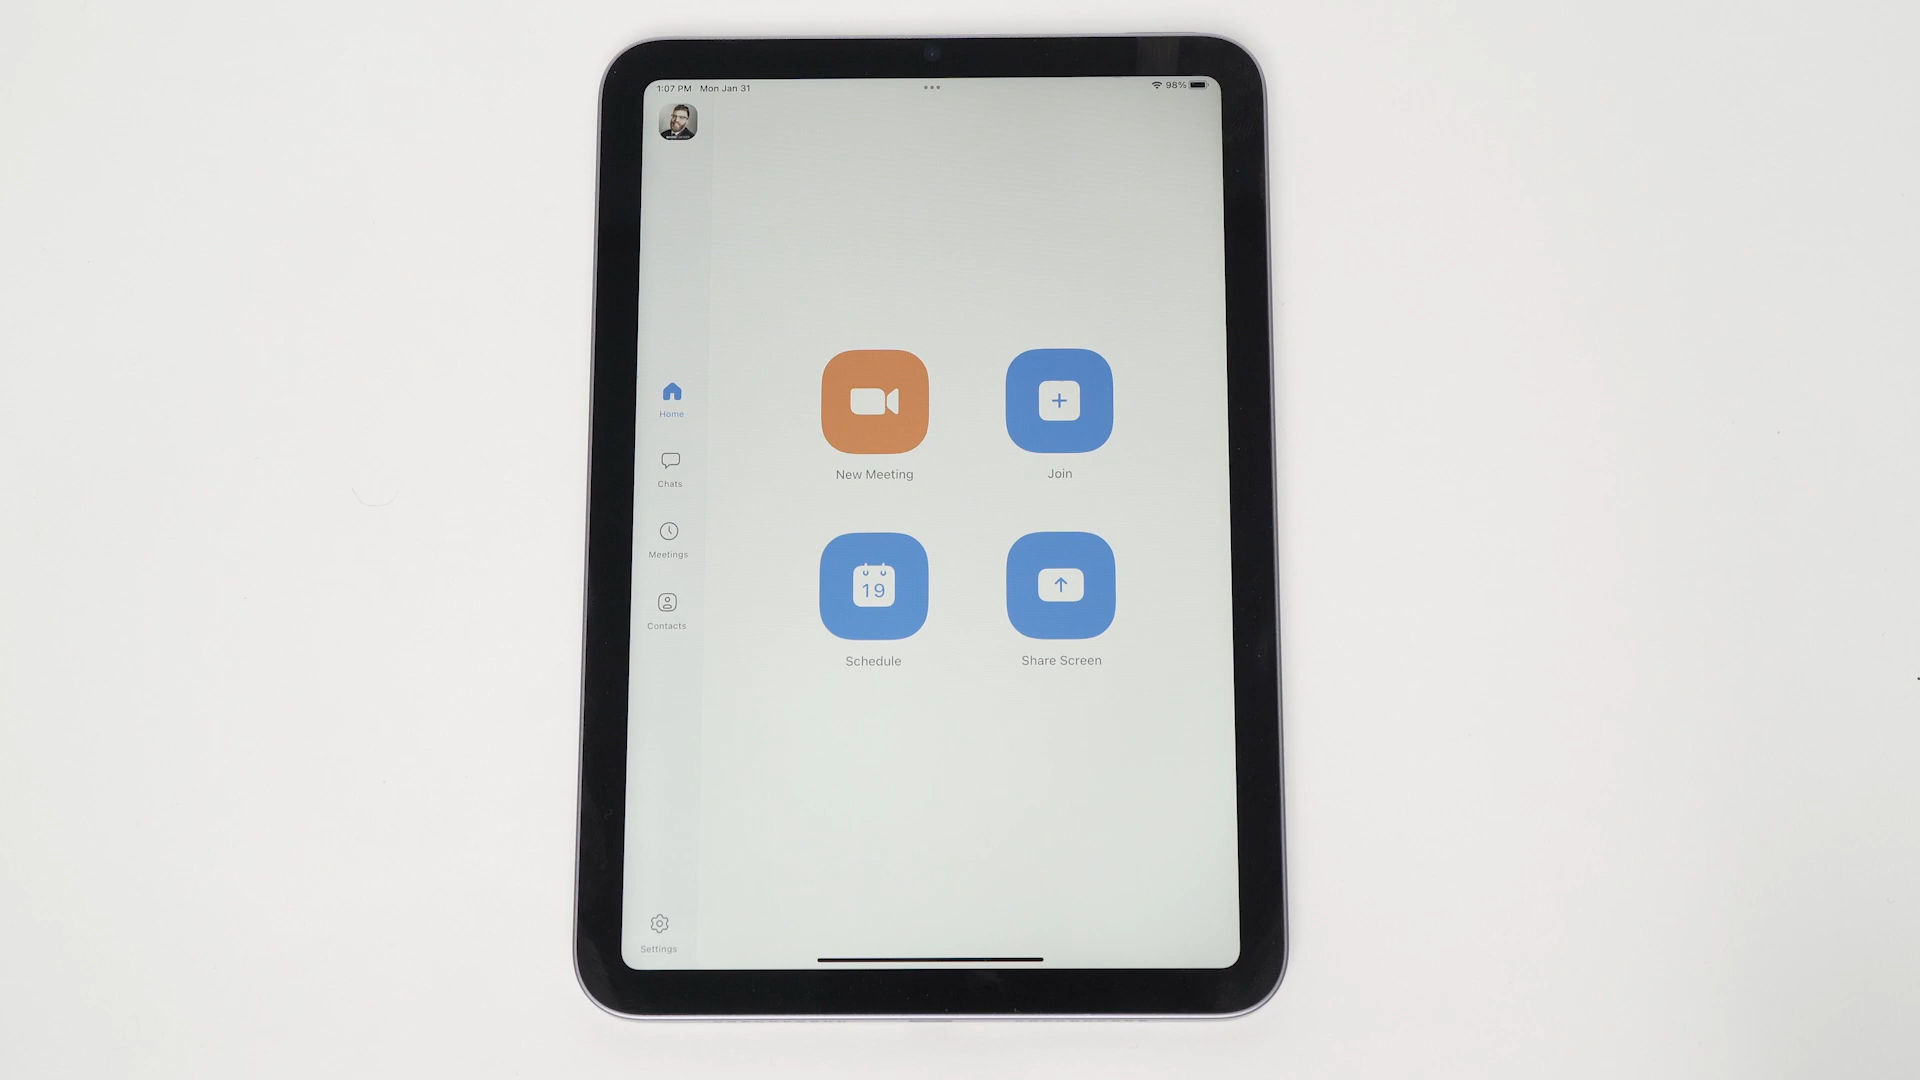 1:07 PM Mon Jan 31
98%
Home
Chats
Meetings
Contacts
Settings
New Meeting
Join
19
Schedule
Share Screen